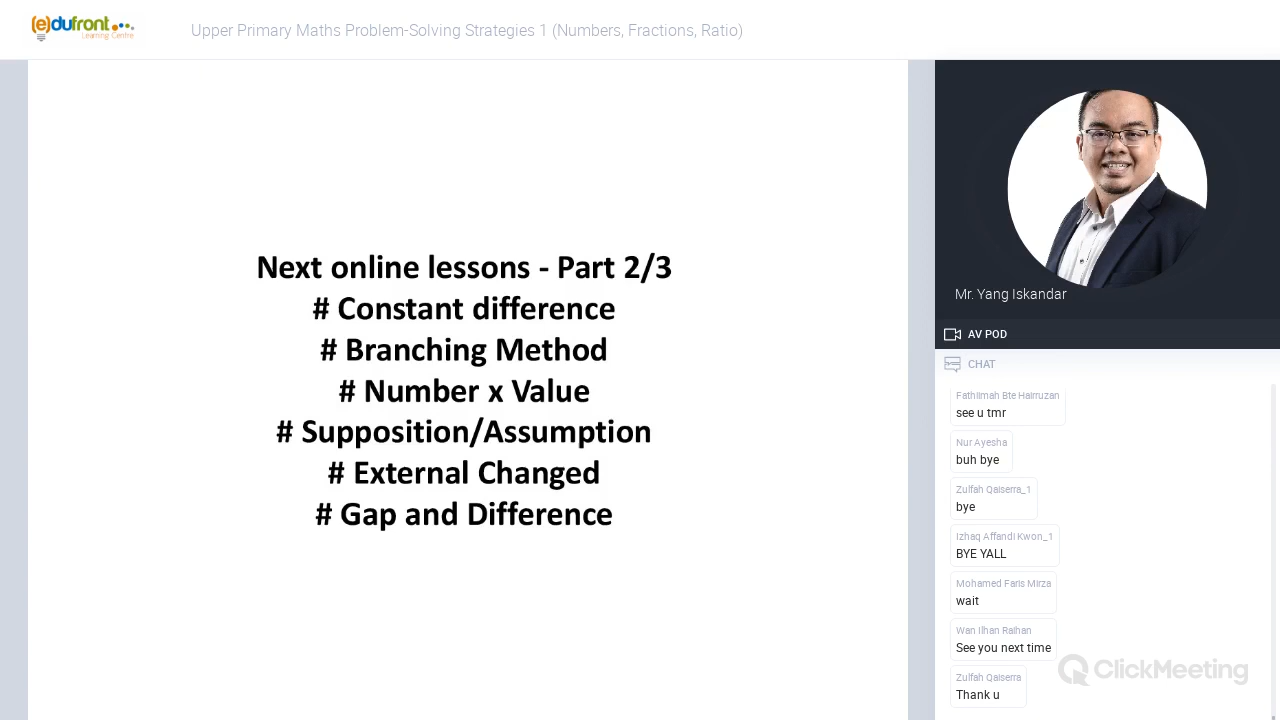 (e)dufront
Learning Centre
Upper Primary Maths Problem-Solving Strategies 1 (Numbers, Fractions, Ratio)
Next online lessons - Part 2/3
# Constant difference
# Branching Method
# Number x Value
# Supposition/Assumption
# External Changed
# Gap and Difference
Mr. Yang Iskandar
AV POD
CHAT
Fathlimah Bte Hairruzan
see u tmr
Nur Ayesha
buh bye
Zulfah Qaiserra_1
bye
Izhaq Affandi Kwon_1
BYE YALL
Mohamed Faris Mirza
wait
Wan Ilhan Raihan
See you next time
Zulfah Qaiserra
Thank u
ClickMeeting